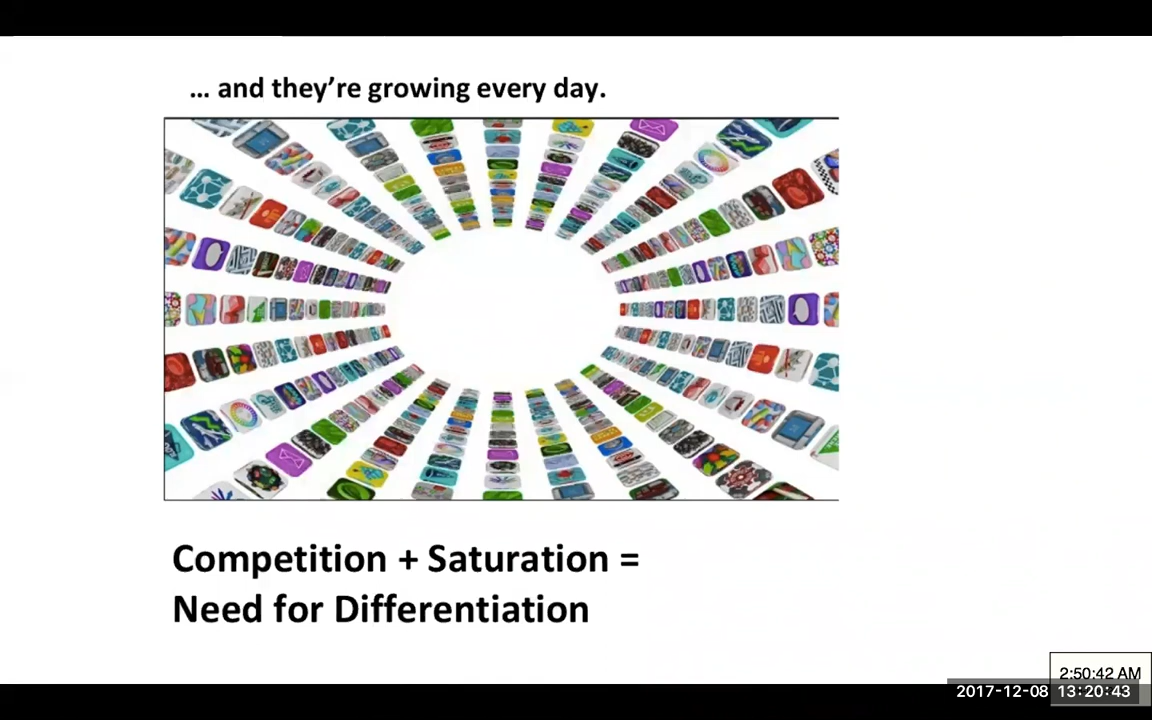 ... and they're growing every day.
Competition + Saturation =
Need for Differentiation
2:50:42 AM
2017-12-08 13:20:43